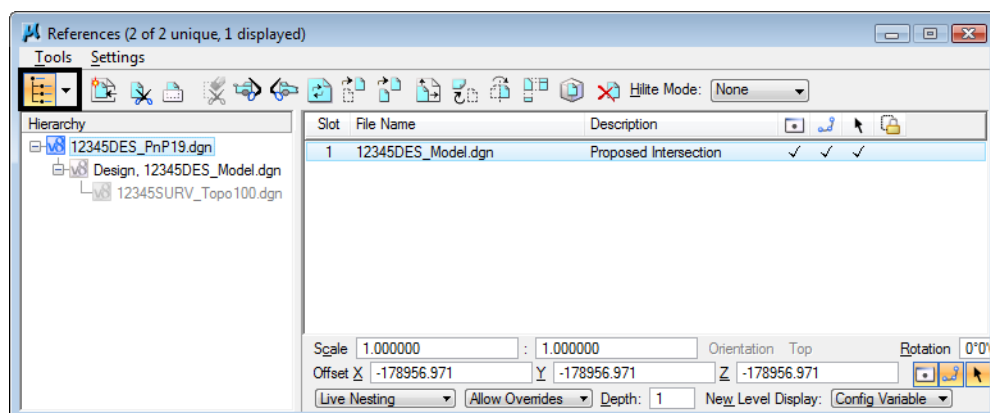 References (2 of 2 unique, 1 displayed)
Tools Settings
Hilite Mode: None
Hierarchy
12345DES_PnP19.dgn
Design, 12345DES_Model.dgn
12345SURV_Topo100.dgn
Slot File Name Description
1 12345DES_Model.dgn Proposed Intersection
Scale 1.000000 : 1.000000 Orientation Top Rotation 0°0'
Offset X -178956.971 Y -178956.971 Z -178956.971
Live Nesting Allow Overrides Depth: 1 New Level Display: Config Variable